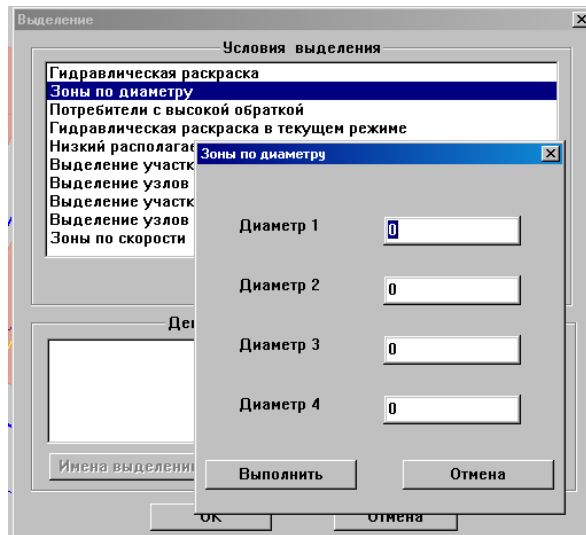 Выделение
Условия выделения
Гидравлическая раскраска
Зоны по диаметру
Потребители с высокой обраткой
Гидравлическая раскраска в текущем режиме
Низкий располагае
Выделение участк
Выделение узлов
Выделение участк
Выделение узлов
Зоны по скорости
Зоны по диаметру
Диаметр 1
0
Диаметр 2
0
Диаметр 3
0
Диаметр 4
0
Выполнить
Отмена
Имена выделени
OK
Отмена